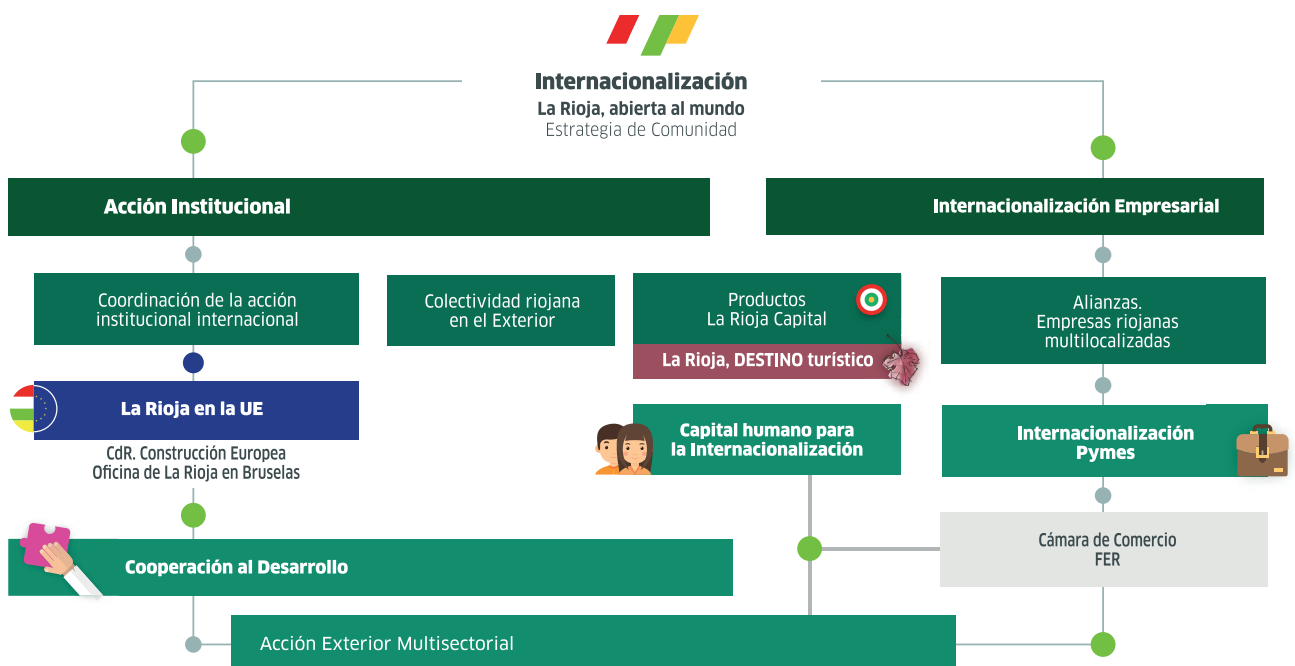 Internacionalización
La Rioja, abierta al mundo
Estrategia de Comunidad
Acción Institucional
Internacionalización Empresarial
Coordinación de la acción
institucional internacional
Colectividad riojana
en el Exterior
Productos
La Rioja Capital
La Rioja, DESTINO turístico
Alianzas.
Empresas riojanas
multilocalizadas
La Rioja en la UE
CdR. Construcción Europea
Oficina de La Rioja en Bruselas
Capital humano para
la Internacionalización
Internacionalización
Pymes
Cámara de Comercio
FER
Cooperación al Desarrollo
Acción Exterior Multisectorial